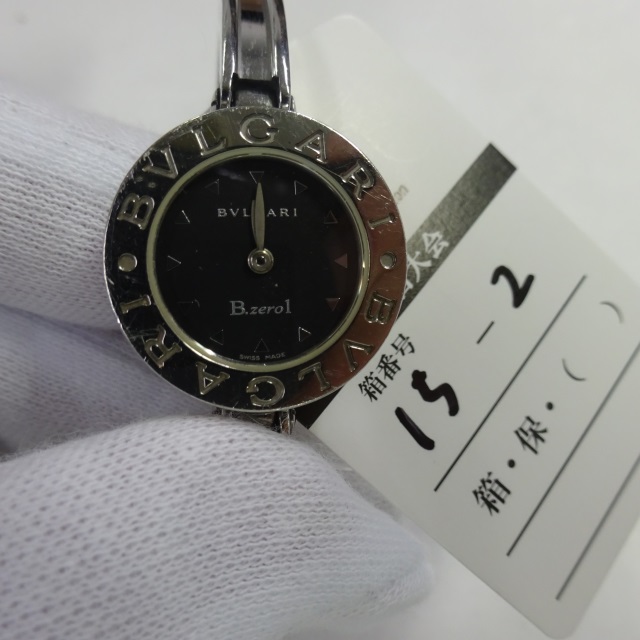 BVLGARI
BVLGARI
BVLGARI
B.zero1
SWISS MADE
箱番号
15-2
箱・保・( )